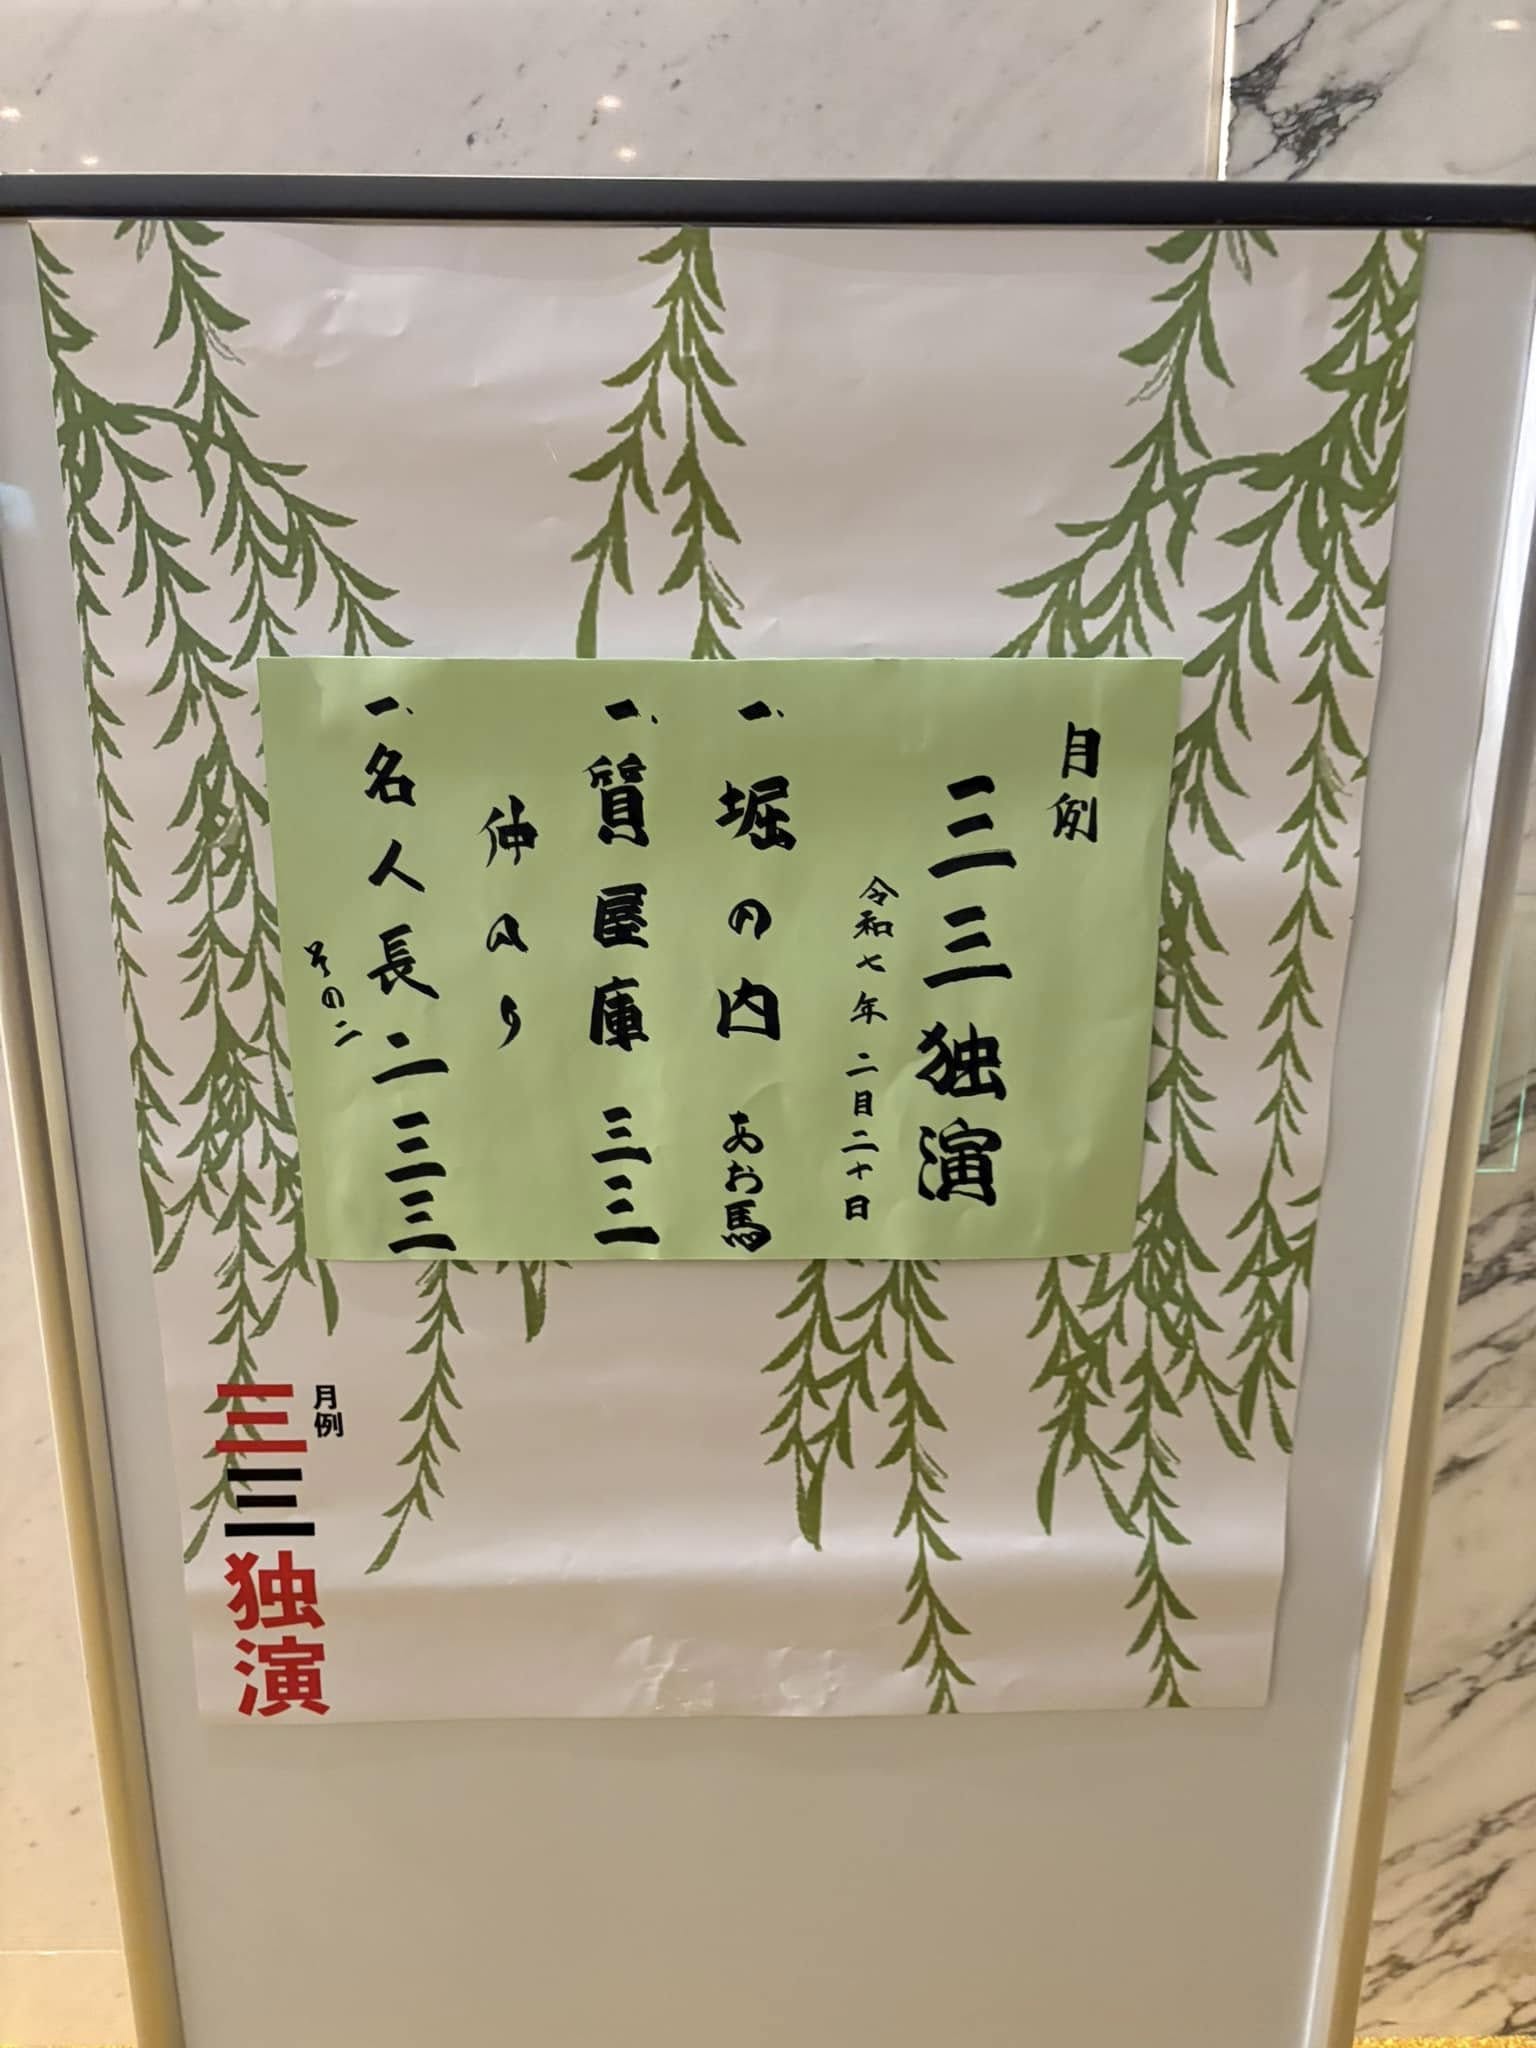 月例
三三独演
令和七年二月二十日
一、堀の内 あお馬
一、質屋庫 三三
仲入り
一、名人長二 三三
その二
月例
三三独演